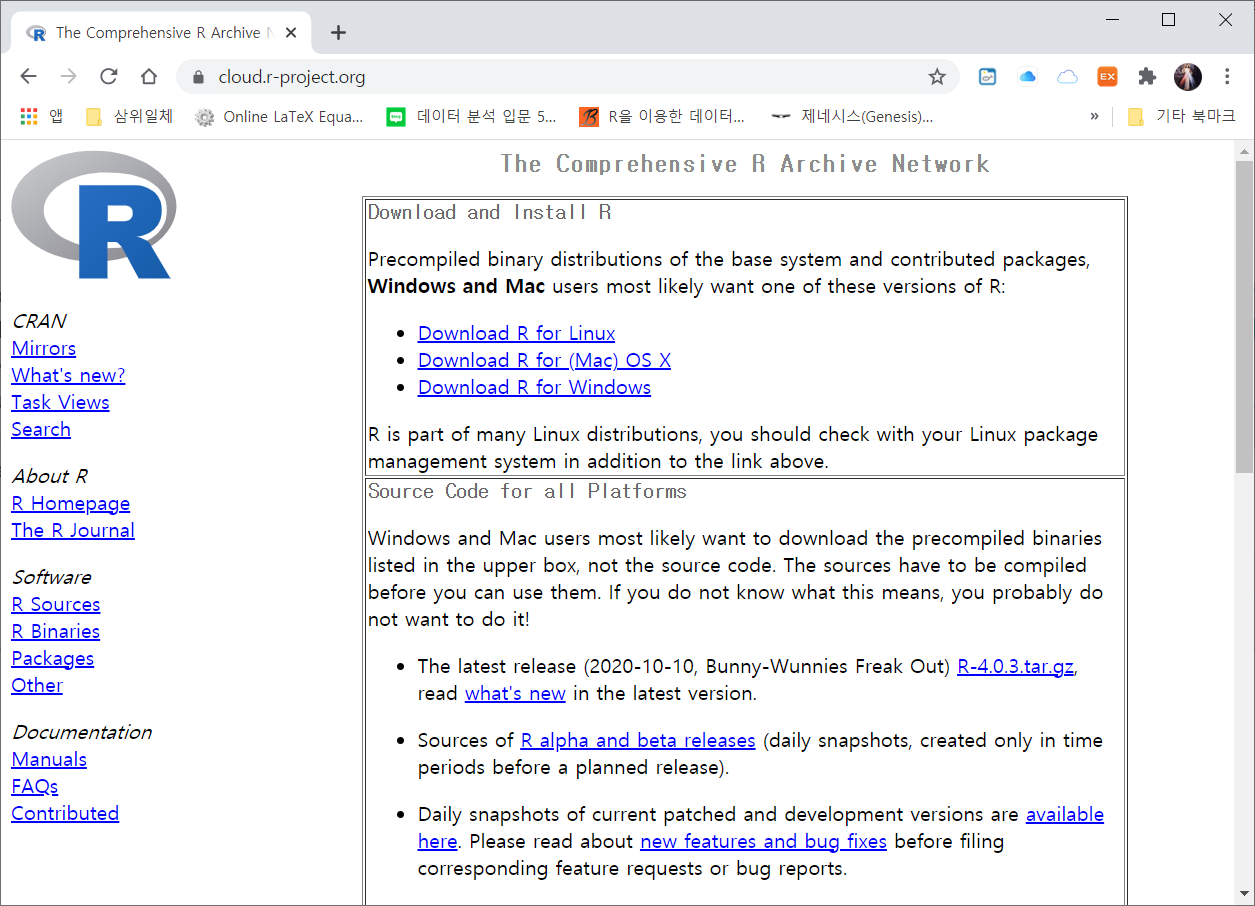 The Comprehensive R Archive N
cloud.r-project.org
EX
앱
삼위일체
Online LaTeX Equa...
데이터 분석 입문 5...
R을 이용한 데이터...
제네시스(Genesis)...
»
기타 북마크
R
CRAN
Mirrors
What's new?
Task Views
Search
About R
R Homepage
The R Journal
Software
R Sources
R Binaries
Packages
Other
Documentation
Manuals
FAQs
Contributed
The Comprehensive R Archive Network
Download and Install R
Precompiled binary distributions of the base system and contributed packages,
Windows and Mac users most likely want one of these versions of R:
• Download R for Linux
• Download R for (Mac) OS X
• Download R for Windows
R is part of many Linux distributions, you should check with your Linux package
management system in addition to the link above.
Source Code for all Platforms
Windows and Mac users most likely want to download the precompiled binaries
listed in the upper box, not the source code. The sources have to be compiled
before you can use them. If you do not know what this means, you probably do
not want to do it!
• The latest release (2020-10-10, Bunny-Wunnies Freak Out) R-4.0.3.tar.gz,
read what's new in the latest version.
• Sources of R alpha and beta releases (daily snapshots, created only in time
periods before a planned release).
• Daily snapshots of current patched and development versions are available
here. Please read about new features and bug fixes before filing
corresponding feature requests or bug reports.